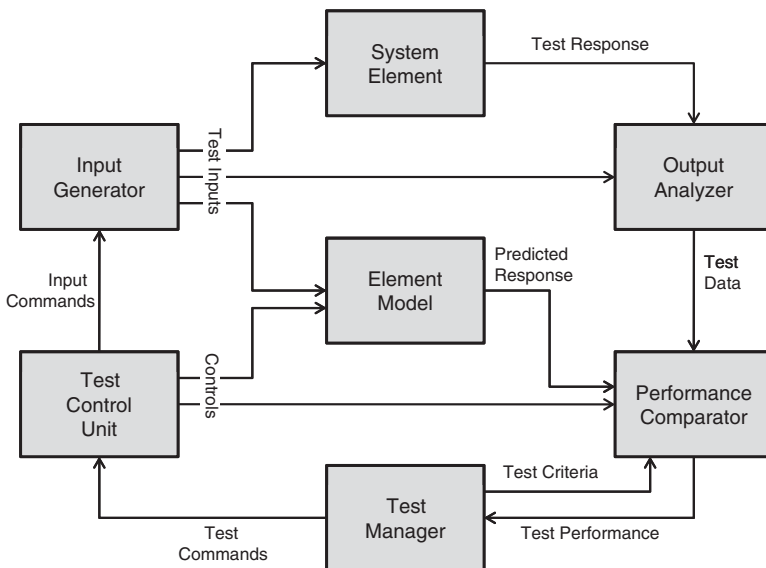 System
Element
Test Response
Input
Generator
Test Inputs
Output
Analyzer
Input
Commands
Element
Model
Predicted
Response
Test
Data
Test
Control
Unit
Controls
Performance
Comparator
Test Criteria
Test
Manager
Test
Commands
Test Performance